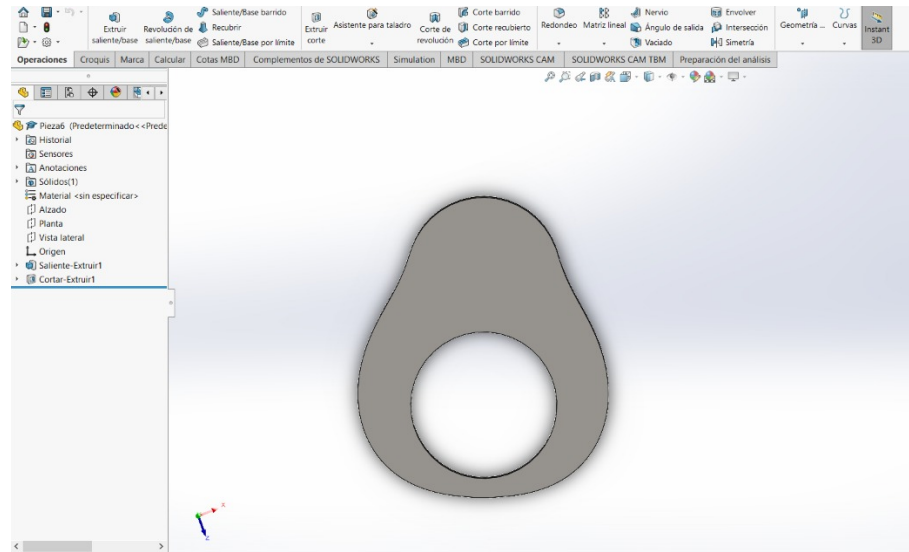 Extruir saliente/base
Revolución de saliente/base
Saliente/Base barrido
Recubrir
Saliente/Base por límite
Extruir corte
Asistente para taladro
Corte de revolución
Corte barrido
Corte recubierto
Corte por límite
Redondeo
Matriz lineal
Nervio
Ángulo de salida
Vaciado
Envolver
Intersección
Simetría
Geometría ...
Curvas
Instant 3D
Operaciones
Croquis
Marca
Calcular
Cotas MBD
Complementos de SOLIDWORKS
Simulation
MBD
SOLIDWORKS CAM
SOLIDWORKS CAM TBM
Preparación del análisis
Pieza6 (Predeterminado<<Prede
Historial
Sensores
Anotaciones
Sólidos(1)
Material <sin especificar>
Alzado
Planta
Vista lateral
Origen
Saliente-Extruir1
Cortar-Extruir1
x
z